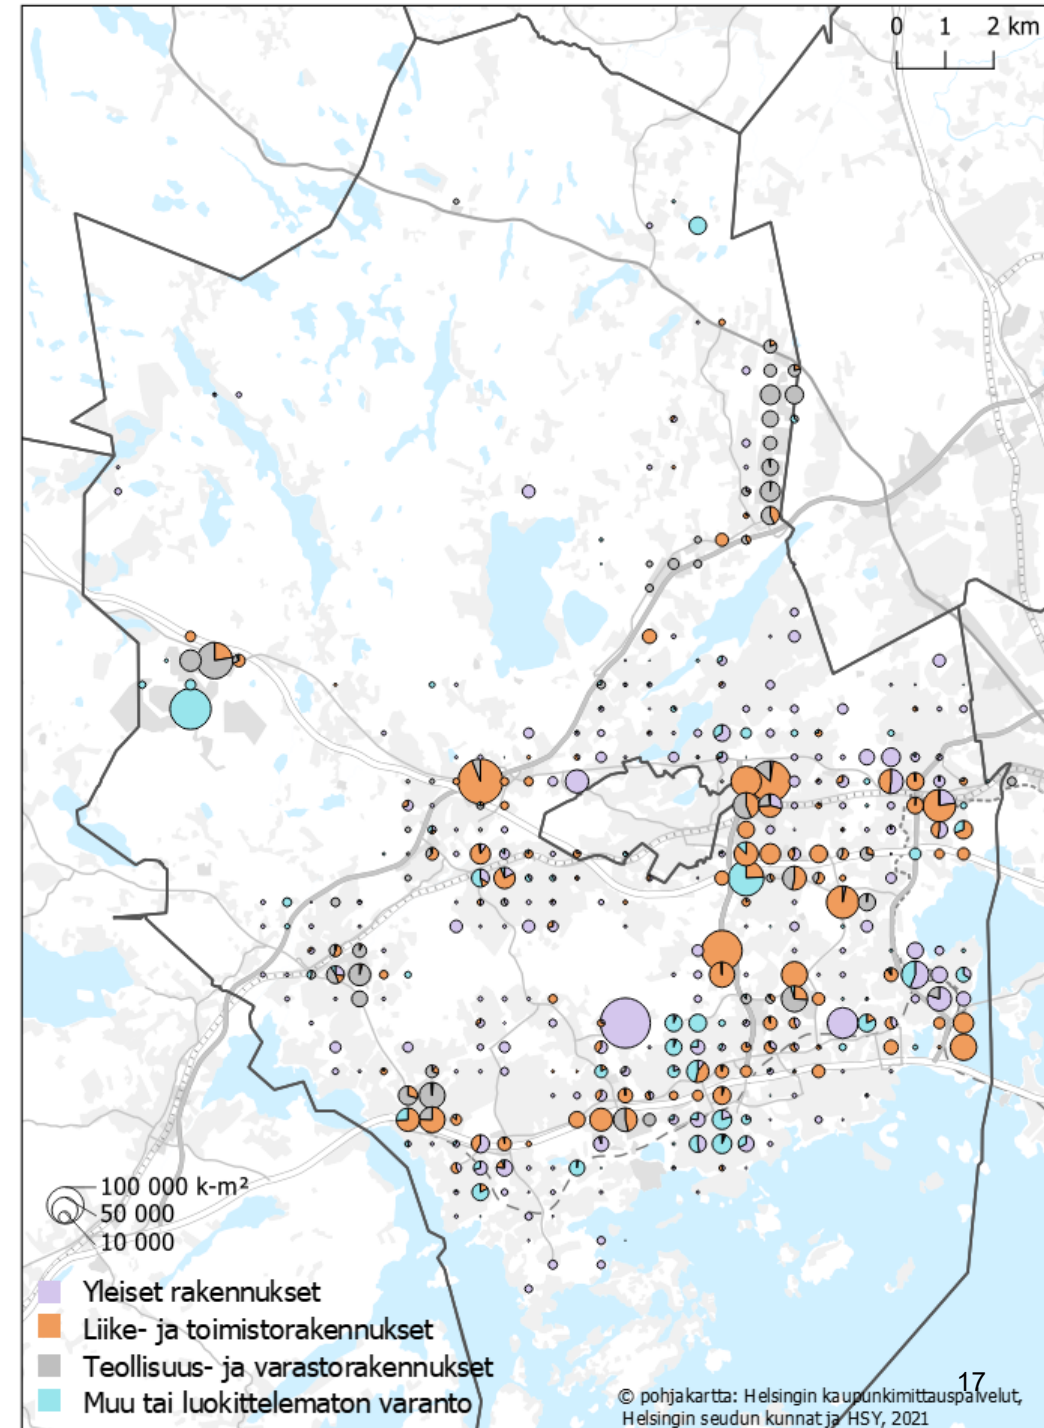 0 1 2 km
100 000 k-m²
50 000
10 000
Yleiset rakennukset
Liike- ja toimistorakennukset
Teollisuus- ja varastorakennukset
Muu tai luokittelematon varanto
17
© pohjakartta: Helsingin kaupunkimittauspalvelut,
Helsingin seudun kunnat ja HSY, 2021